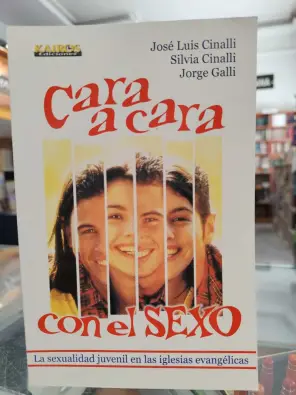 KAIROS
Ediciones
José Luis Cinalli
Silvia Cinalli
Jorge Galli
Cara
a cara
con el SEXO
La sexualidad juvenil en las iglesias evangélicas